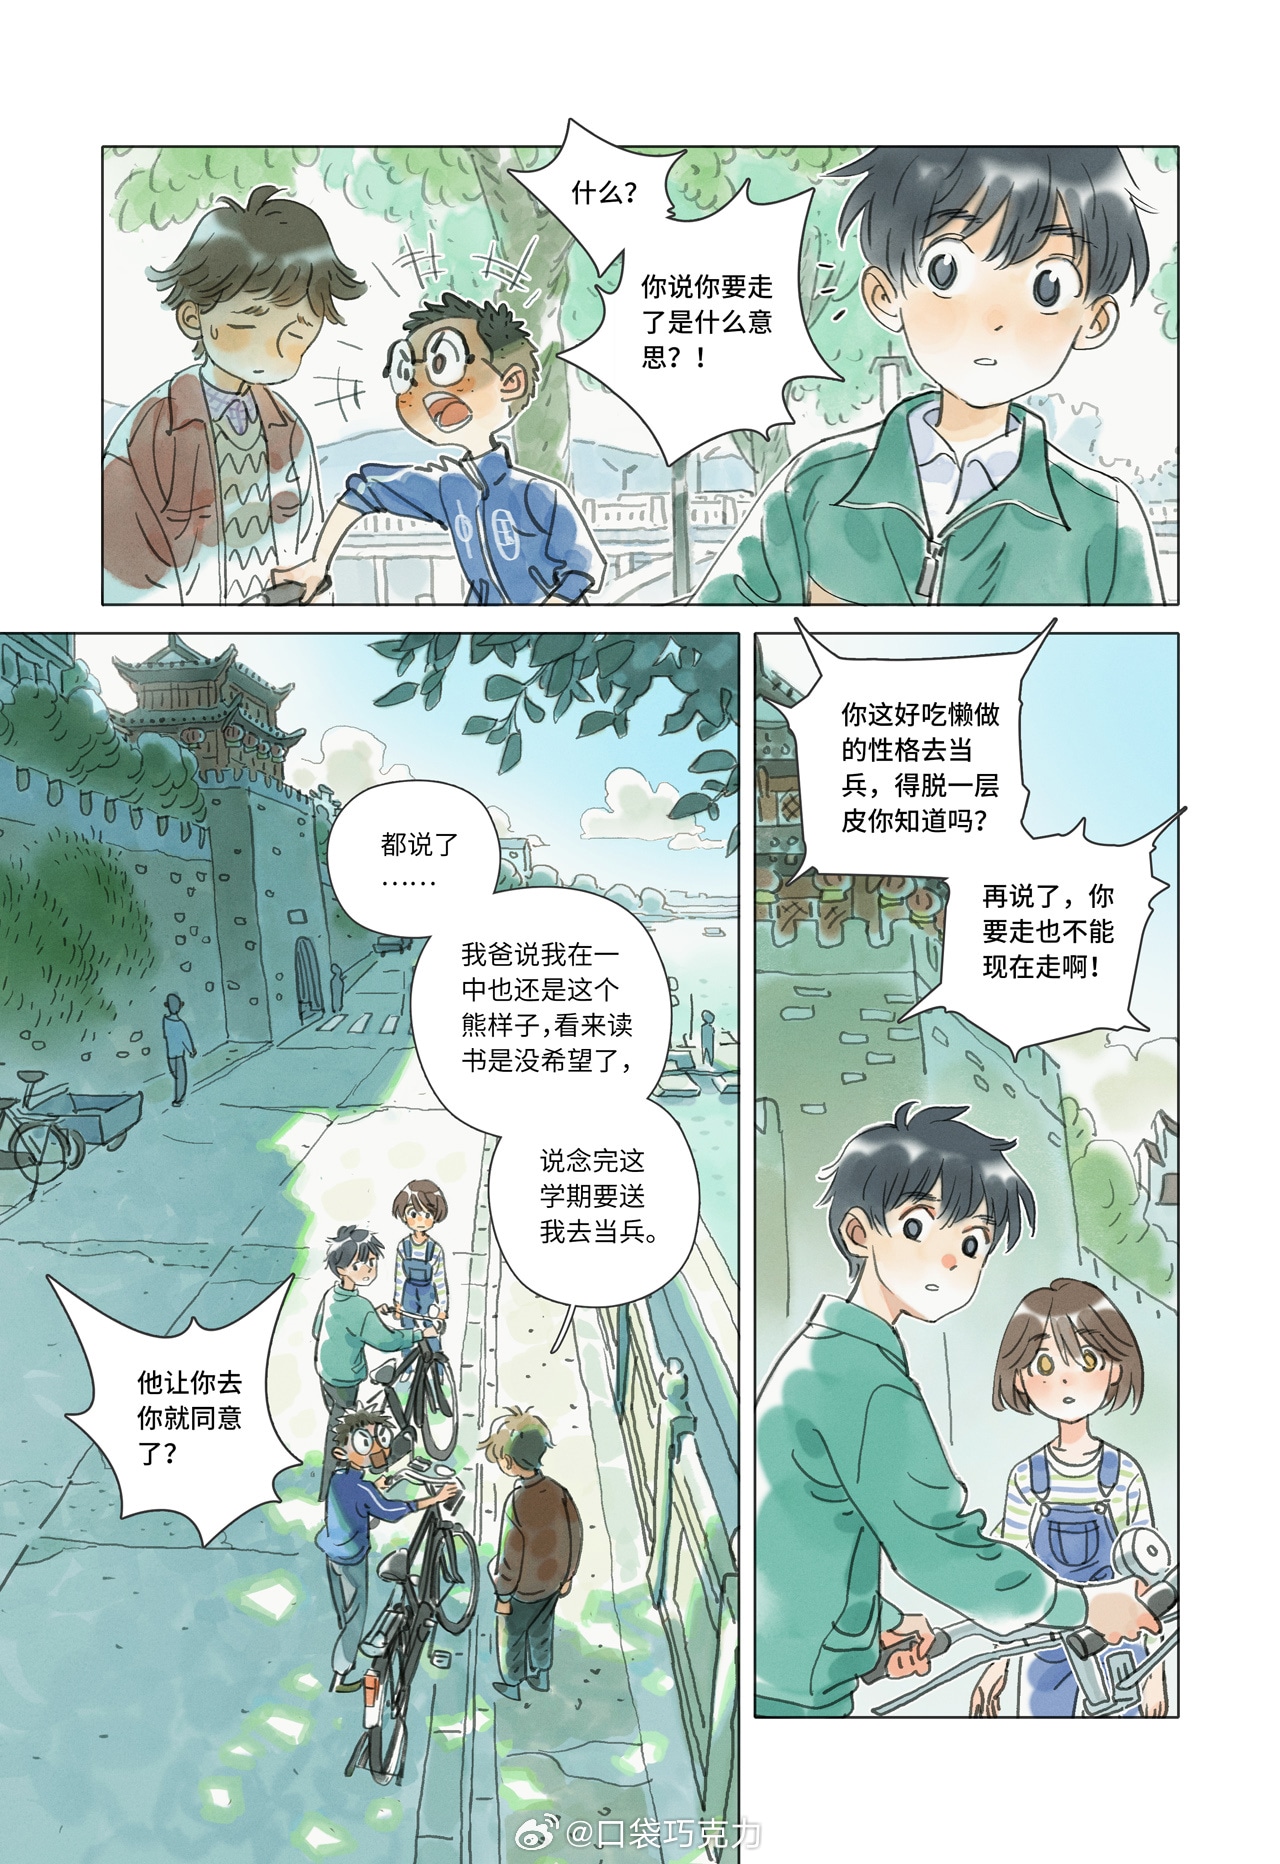 什么?
你说你要走
了是什么意
思?!
都说了
……
我爸说我在一
中也还是这个
熊样子,看来读
书是没希望了,
说念完这
学期要送
我去当兵。
他让你去
你就同意
了?
你这好吃懒做
的性格去当
兵,得脱一层
皮你知道吗?
再说了,你
要走也不能
现在走啊!
@口袋巧克力